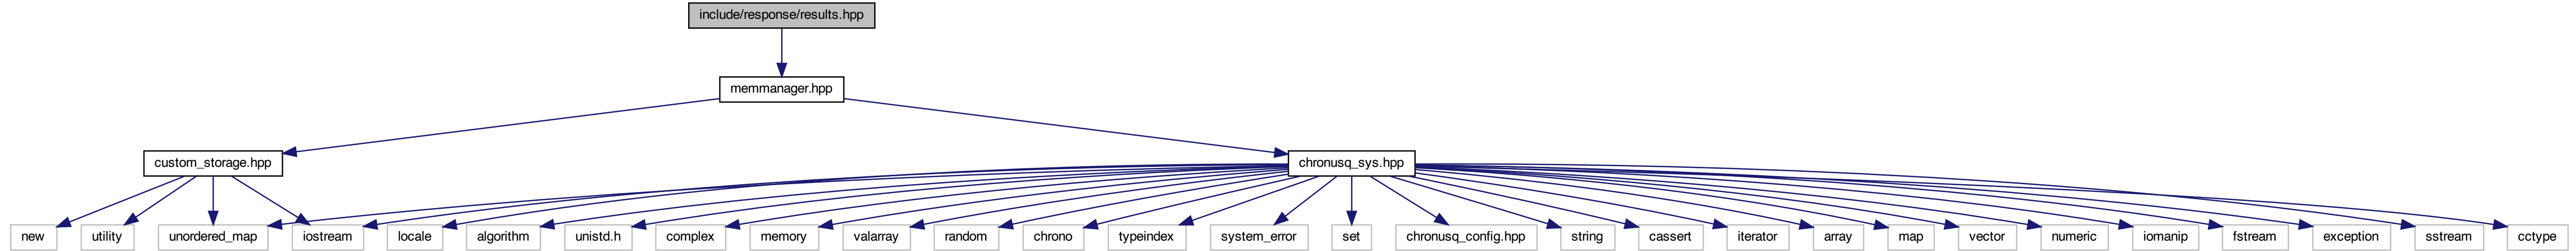 include/response/results.hpp
memmanager.hpp
custom_storage.hpp
chronusq_sys.hpp
new
utility
unordered_map
iostream
locale
algorithm
unistd.h
complex
memory
valarray
random
chrono
typeindex
system_error
set
chronusq_config.hpp
string
cassert
iterator
array
map
vector
numeric
iomanip
fstream
exception
sstream
cctype